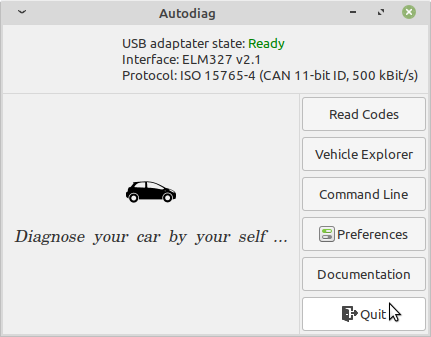 Autodiag
USB adaptater state: Ready
Interface: ELM327 v2.1
Protocol: ISO 15765-4 (CAN 11-bit ID, 500 kBit/s)
Read Codes
Vehicle Explorer
Command Line
Preferences
Documentation
Quit
Diagnose your car by your self ...